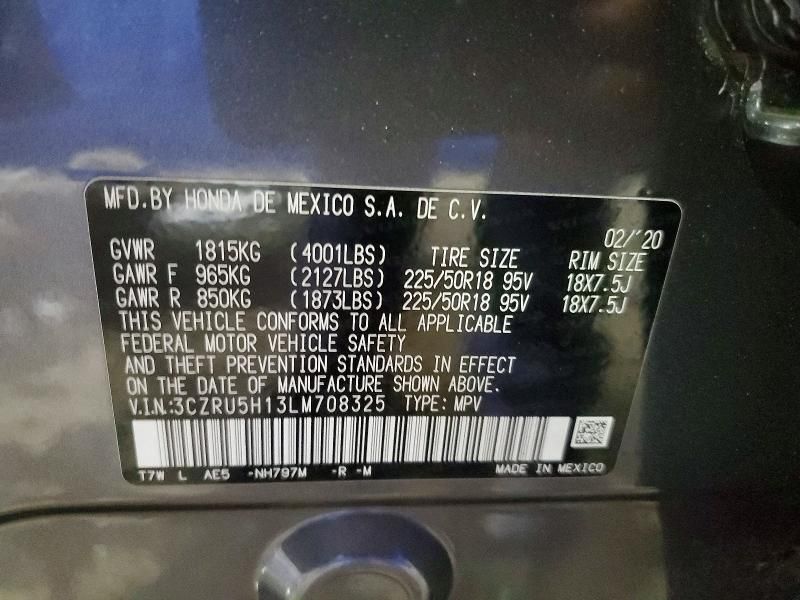 MFD. BY HONDA DE MEXICO S.A. DE C.V.
02/'20
GVWR 1815KG (4001LBS) TIRE SIZE RIM SIZE
GAWR F 965KG (2127LBS) 225/50R18 95V 18X7.5J
GAWR R 850KG (1873LBS) 225/50R18 95V 18X7.5J
THIS VEHICLE CONFORMS TO ALL APPLICABLE
FEDERAL MOTOR VEHICLE SAFETY
AND THEFT PREVENTION STANDARDS IN EFFECT
ON THE DATE OF MANUFACTURE SHOWN ABOVE.
V.I.N.:3CZRU5H13LM708325 TYPE: MPV
T7W L AE5 -NH797M -R -M MADE IN MEXICO